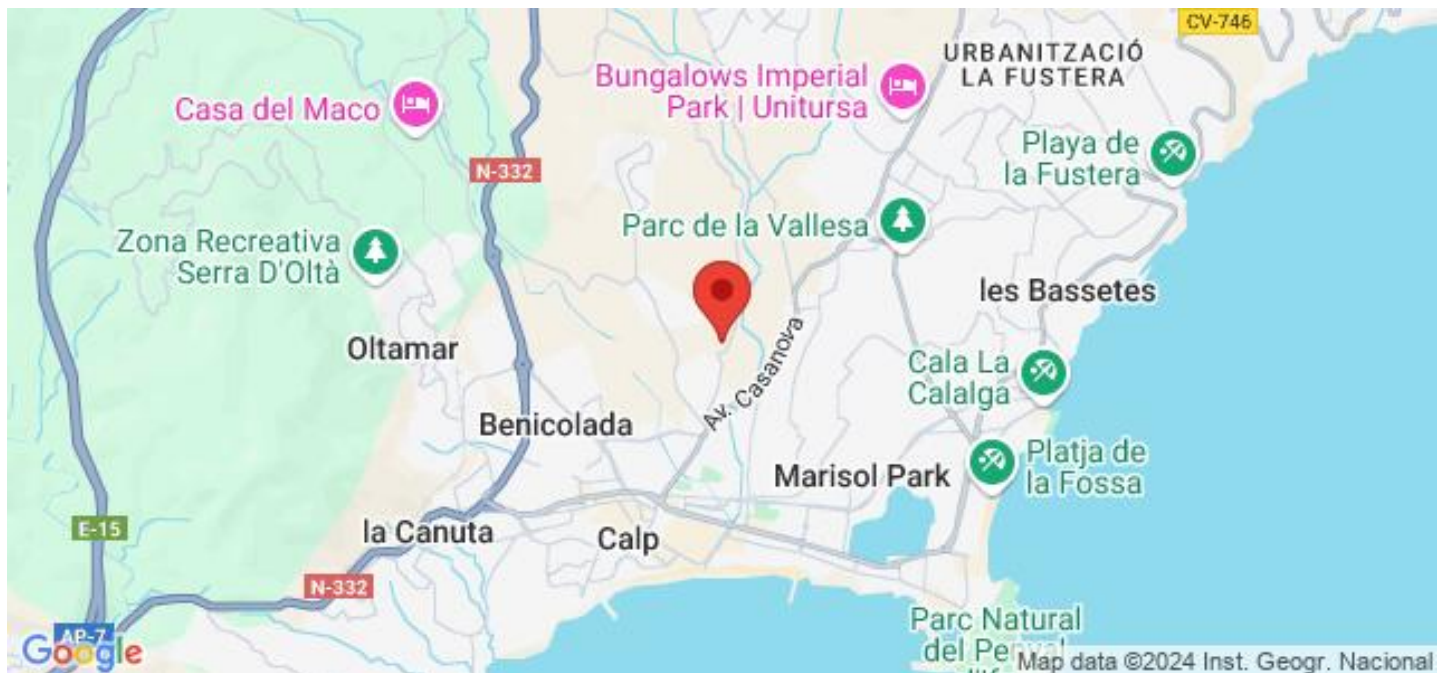 CV-746
URBANITZACIÓ
LA FUSTERA
Bungalows Imperial
Park | Unitursa
Casa del Maco
Playa de
la Fustera
N-332
Parc de la Vallesa
Zona Recreativa
Serra D'Oltà
les Bassetes
Oltamar
Av. Casanova
Cala La
Calalga
Benicolada
Marisol Park
Platja de
la Fossa
E-15
la Canuta
Calp
N-332
Parc Natural
del Penyal
AP-7
Google
Map data ©2024 Inst. Geogr. Nacional